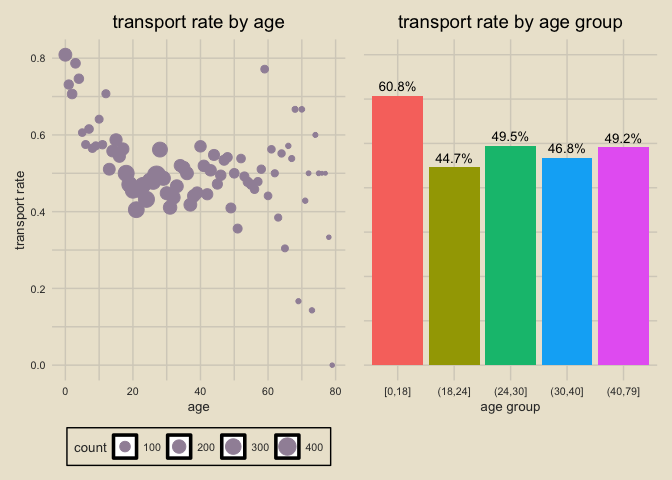 transport rate by age
transport rate
0.8
0.6
0.4
0.2
0.0
0 20 40 60 80
age
count 100 200 300 400
transport rate by age group
60.8% 44.7% 49.5% 46.8% 49.2%
[0,18] (18,24] (24,30] (30,40] (40,79]
age group